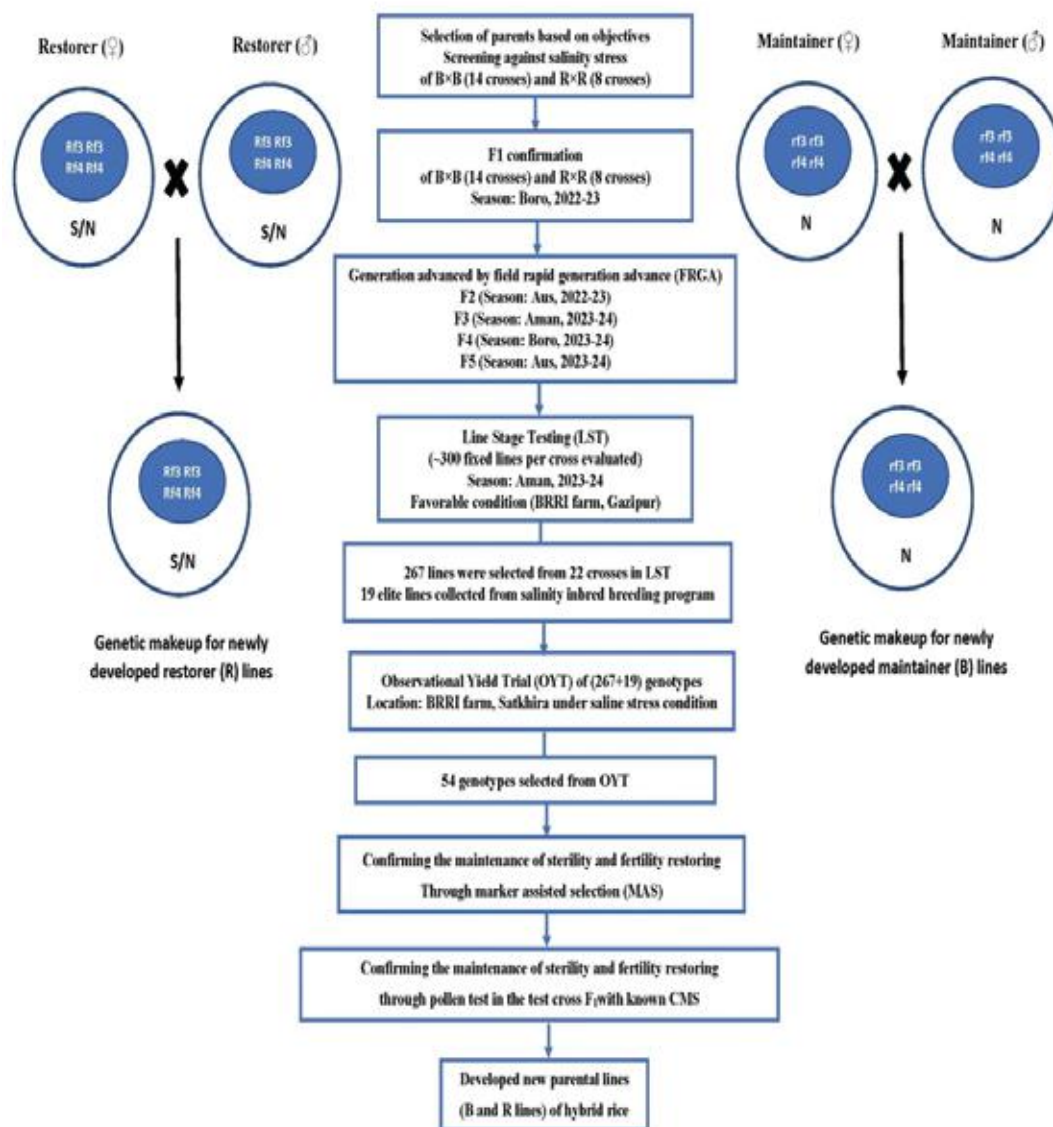 Restorer (♀)
Restorer (♂)
Rf3 Rf3
Rf4 Rf4
S/N
Rf3 Rf3
Rf4 Rf4
S/N
Rf3 Rf3
Rf4 Rf4
S/N
Genetic makeup for newly
developed restorer (R) lines
Selection of parents based on objectives
Screening against salinity stress
of B×B (14 crosses) and R×R (8 crosses)
F1 confirmation
of B×B (14 crosses) and R×R (8 crosses)
Season: Boro, 2022-23
Generation advanced by field rapid generation advance (FRGA)
F2 (Season: Aus, 2022-23)
F3 (Season: Aman, 2023-24)
F4 (Season: Boro, 2023-24)
F5 (Season: Aus, 2023-24)
Line Stage Testing (LST)
(~300 fixed lines per cross evaluated)
Season: Aman, 2023-24
Favorable condition (BRRI farm, Gazipur)
267 lines were selected from 22 crosses in LST
19 elite lines collected from salinity inbred breeding program
Observational Yield Trial (OYT) of (267+19) genotypes
Location: BRRI farm, Satkhira under saline stress condition
54 genotypes selected from OYT
Confirming the maintenance of sterility and fertility restoring
Through marker assisted selection (MAS)
Confirming the maintenance of sterility and fertility restoring
through pollen test in the test cross F₁with known CMS
Developed new parental lines
(B and R lines) of hybrid rice
Maintainer (♀)
Maintainer (♂)
rf3 rf3
rf4 rf4
N
rf3 rf3
rf4 rf4
N
rf3 rf3
rf4 rf4
N
Genetic makeup for newly
developed maintainer (B) lines